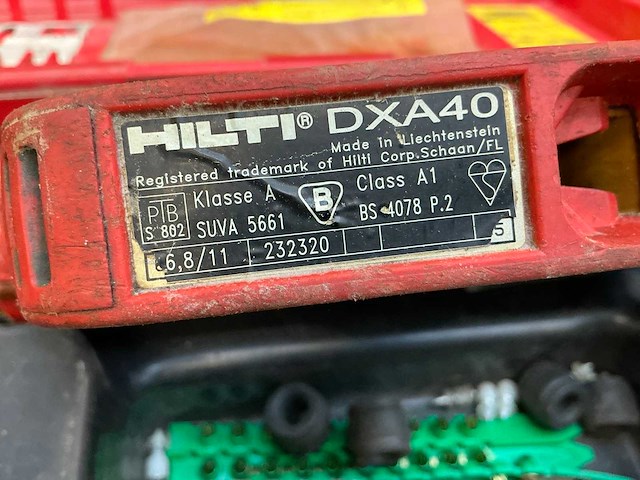 HILTI® DXA40
Made in Liechtenstein
Registered trademark of Hilti Corp.Schaan/FL
PTB Klasse A B Class A1
S 802 SUVA 5661 BS 4078 P.2
6,8/11 232320 5